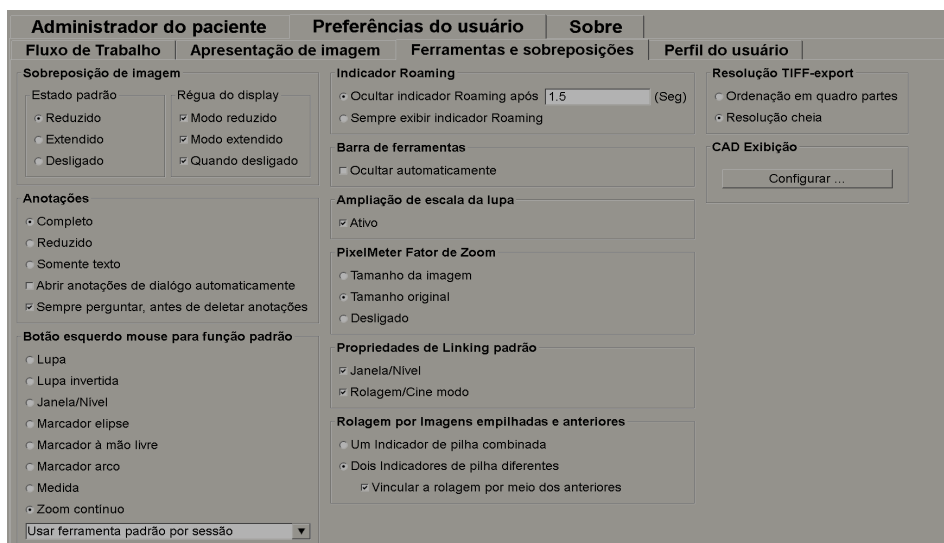 Administrador do paciente
Preferências do usuário
Sobre
Fluxo de Trabalho
Apresentação de imagem
Ferramentas e sobreposições
Perfil do usuário
Sobreposição de imagem
Estado padrão
Reduzido
Extendido
Desligado
Régua do display
Modo reduzido
Modo extendido
Quando desligado
Anotações
Completo
Reduzido
Somente texto
Abrir anotações de dialógo automaticamente
Sempre perguntar, antes de deletar anotações
Botão esquerdo mouse para função padrão
Lupa
Lupa invertida
Janela/Nível
Marcador elipse
Marcador à mão livre
Marcador arco
Medida
Zoom contínuo
Usar ferramenta padrão por sessão
Indicador Roaming
Ocultar indicador Roaming após 1.5 (Seg)
Sempre exibir indicador Roaming
Barra de ferramentas
Ocultar automaticamente
Ampliação de escala da lupa
Ativo
PixelMeter Fator de Zoom
Tamanho da imagem
Tamanho original
Desligado
Propriedades de Linking padrão
Janela/Nível
Rolagem/Cine modo
Rolagem por Imagens empilhadas e anteriores
Um Indicador de pilha combinada
Dois Indicadores de pilha diferentes
Vincular a rolagem por meio dos anteriores
Resolução TIFF-export
Ordenação em quadro partes
Resolução cheia
CAD Exibição
Configurar ...